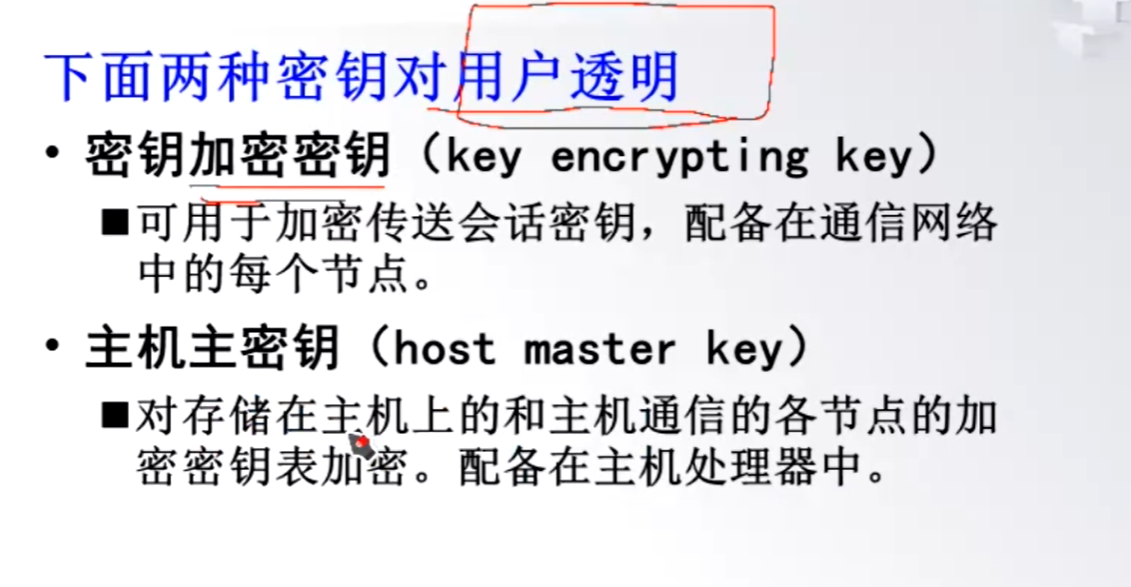 下面两种密钥对用户透明
• 密钥加密密钥（key encrypting key）
■可用于加密传送会话密钥，配备在通信网络
中的每个节点。
• 主机主密钥（host master key）
■对存储在主机上的和主机通信的各节点的加
密密钥表加密。配备在主机处理器中。